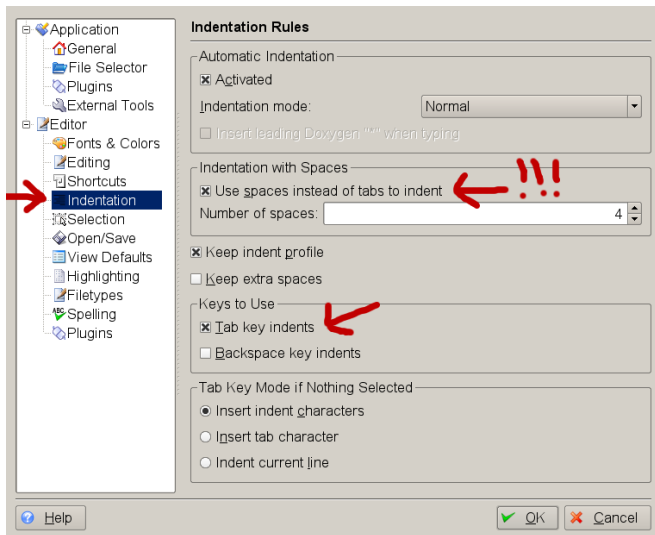 Application
General
File Selector
Plugins
External Tools
Editor
Fonts & Colors
Editing
Shortcuts
Indentation
Selection
Open/Save
View Defaults
Highlighting
Filetypes
ABC Spelling
Plugins
Indentation Rules
Automatic Indentation
Activated
Indentation mode: Normal
Insert leading Doxygen "*" when typing
Indentation with Spaces
Use spaces instead of tabs to indent !!!
Number of spaces: 4
Keep indent profile
Keep extra spaces
Keys to Use
Tab key indents
Backspace key indents
Tab Key Mode if Nothing Selected
Insert indent characters
Insert tab character
Indent current line
Help OK Cancel